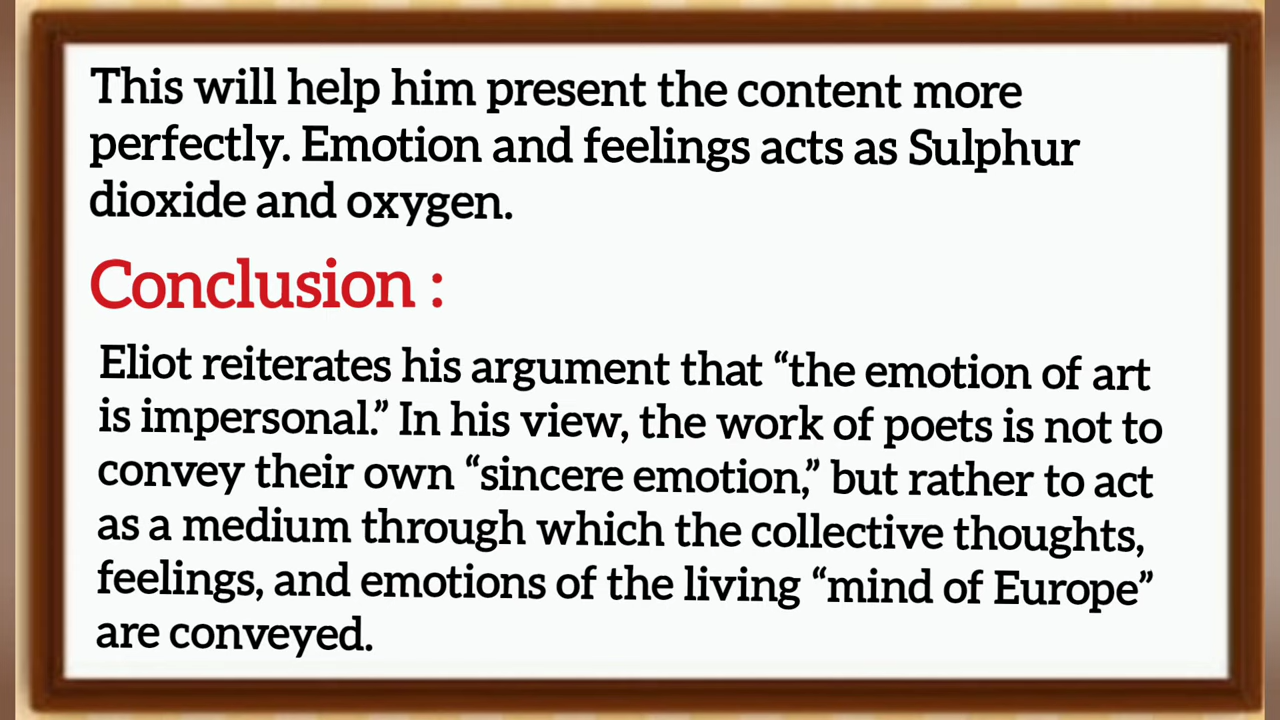 This will help him present the content more
perfectly. Emotion and feelings acts as Sulphur
dioxide and oxygen.
Conclusion :
Eliot reiterates his argument that “the emotion of art
is impersonal.” In his view, the work of poets is not to
convey their own “sincere emotion,” but rather to act
as a medium through which the collective thoughts,
feelings, and emotions of the living “mind of Europe”
are conveyed.